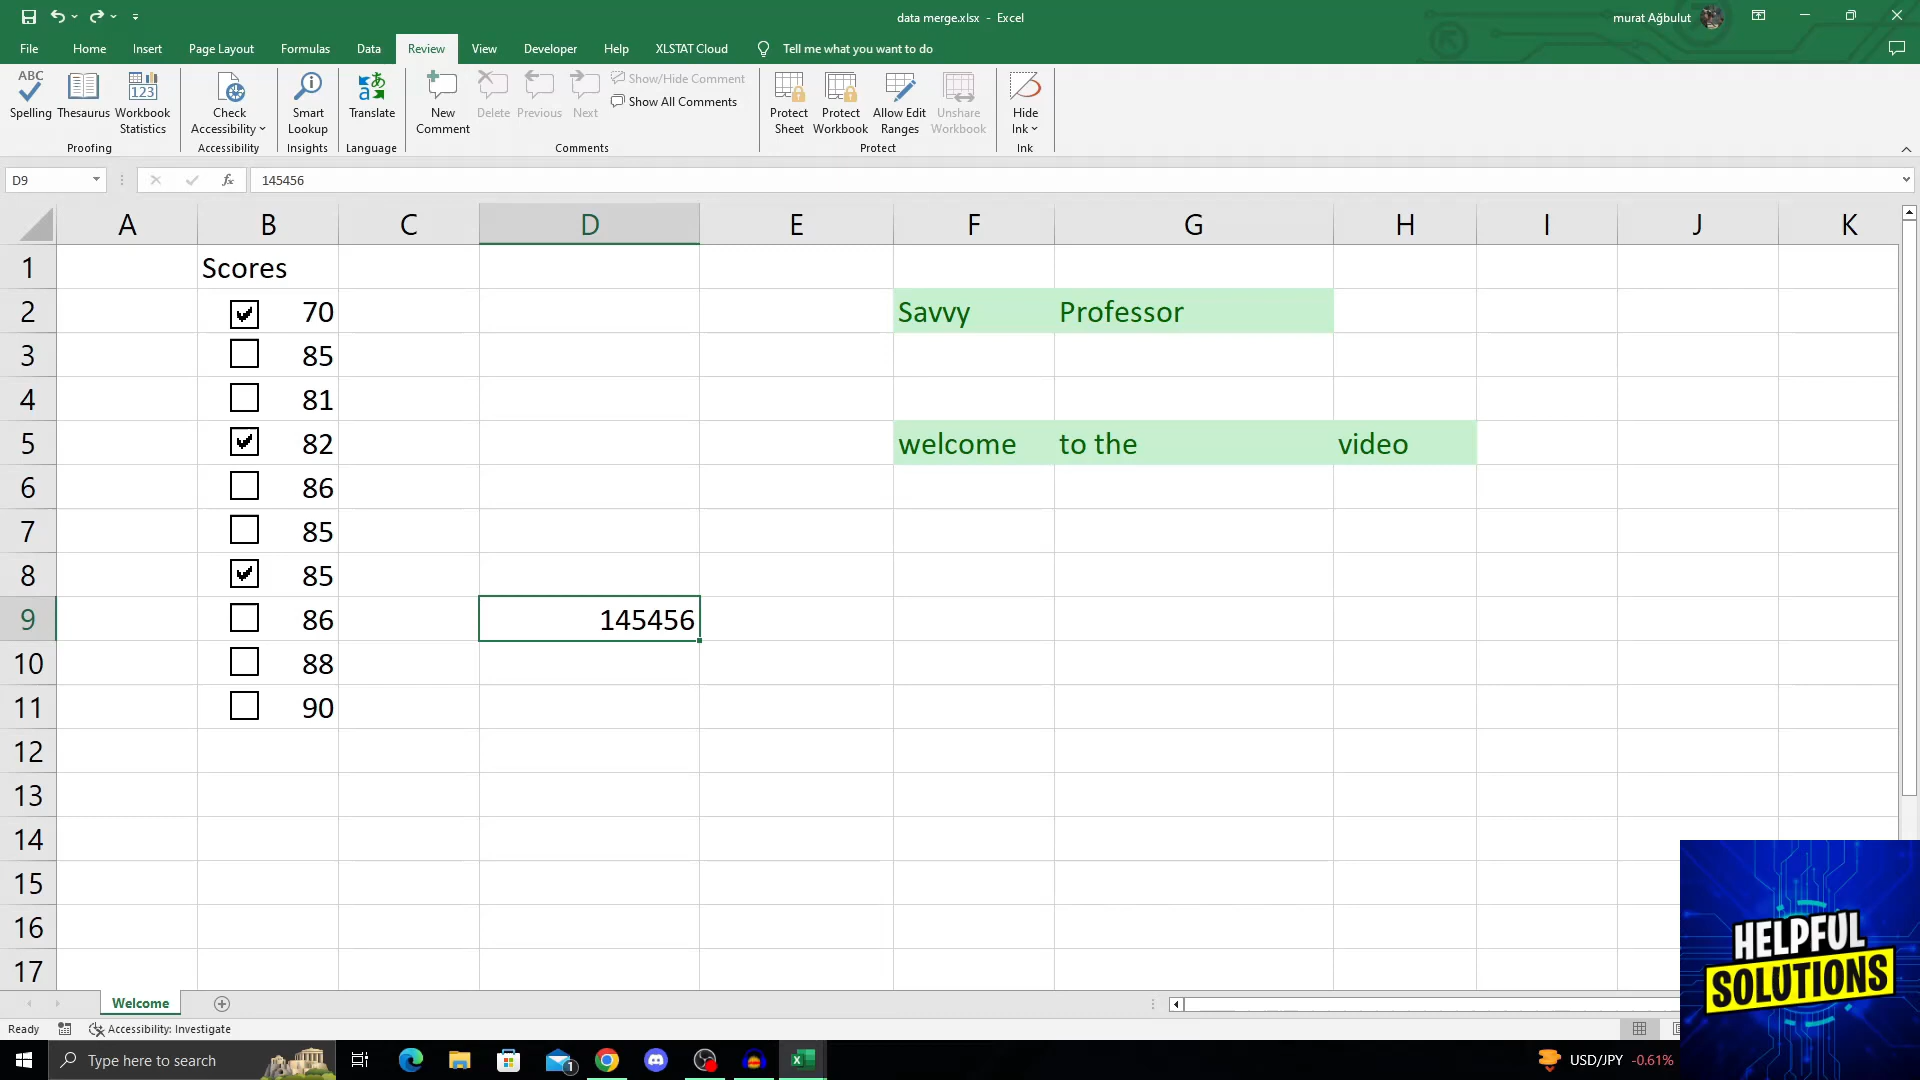 data merge.xlsx - Excel
murat Ağbulut
File Home Insert Page Layout Formulas Data Review View Developer Help XLSTAT Cloud Tell me what you want to do
ABC
Spelling
Thesaurus
123
Workbook
Statistics
Proofing
Check
Accessibility
Accessibility
Smart
Lookup
Insights
Translate
Language
New
Comment
Delete
Previous
Next
Show/Hide Comment
Show All Comments
Comments
Protect
Sheet
Protect
Workbook
Allow Edit
Ranges
Unshare
Workbook
Protect
Hide
Ink
Ink
D9 fx 145456
A B C D E F G H I J K
1 Scores
2 70 Savvy Professor
3 85
4 81
5 82 welcome to the video
6 86
7 85
8 85
9 86 145456
10 88
11 90
12
13
14
15
16
17
Welcome
Ready Accessibility: Investigate
HELPFUL
SOLUTIONS
Type here to search
1
USD/JPY -0.61%